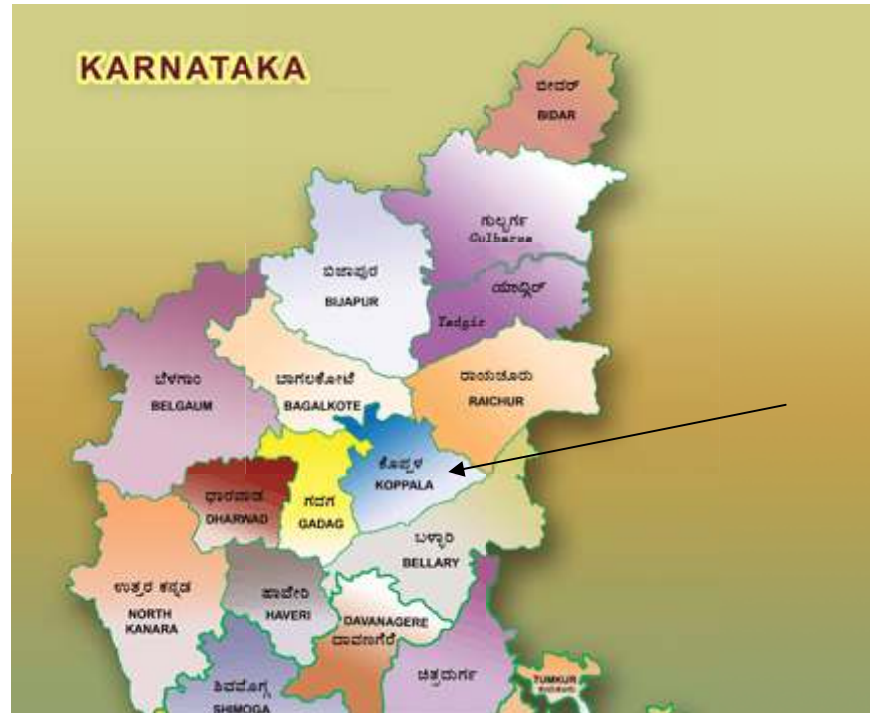 KARNATAKA
ಬೀದರ್
BIDAR
ಗುಲ್ಬರ್ಗ
Gulbarga
ಬಿಜಾಪುರ
BIJAPUR
ಯಾದ್ಗಿರ್
Yadgir
ಬೆಳಗಾಂ
BELGAUM
ಬಾಗಲಕೋಟೆ
BAGALKOTE
ರಾಯಚೂರು
RAICHUR
ಕೊಪ್ಪಳ
KOPPALA
ಧಾರವಾಡ
DHARWAD
ಗದಗ
GADAG
ಬಳ್ಳಾರಿ
BELLARY
ಉತ್ತರ ಕನ್ನಡ
NORTH
KANARA
ಹಾವೇರಿ
HAVERI
DAVANAGERE
ದಾವಣಗೆರೆ
ಚಿತ್ರದುರ್ಗ
TUMKUR
ಶಿವಮೊಗ್ಗ
SHIMOGA